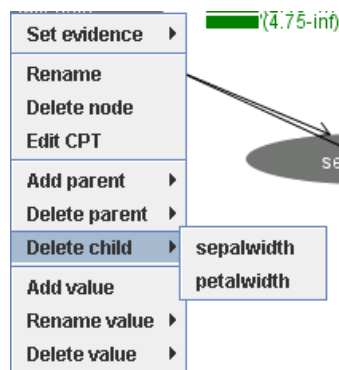 '(4.75-inf)
Set evidence
Rename
Delete node
Edit CPT
Add parent
Delete parent
Delete child
sepalwidth
petalwidth
se
Add value
Rename value
Delete value